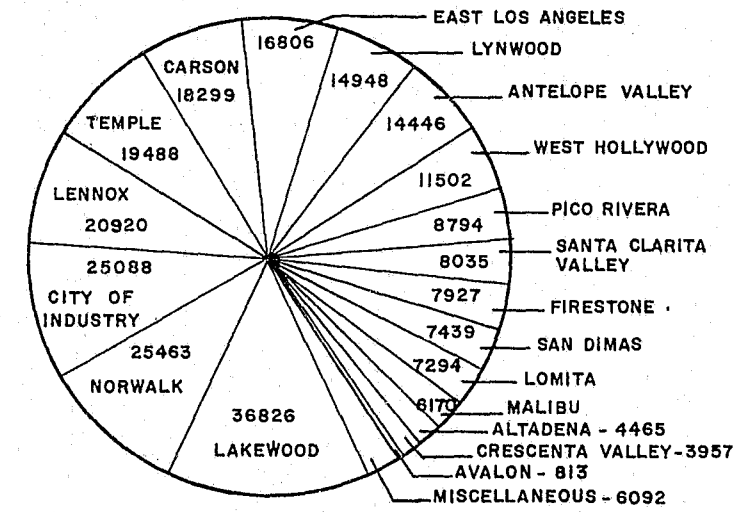 EAST LOS ANGELES
16806
LYNWOOD
14948
ANTELOPE VALLEY
14446
WEST HOLLYWOOD
11502
PICO RIVERA
8794
SANTA CLARITA
VALLEY
8035
FIRESTONE
7927
SAN DIMAS
7439
LOMITA
7294
MALIBU
6170
ALTADENA - 4465
CRESCENTA VALLEY-3957
AVALON - 813
MISCELLANEOUS - 6092
36826
LAKEWOOD
25463
NORWALK
25088
CITY OF
INDUSTRY
LENNOX
20920
TEMPLE
19488
CARSON
18299